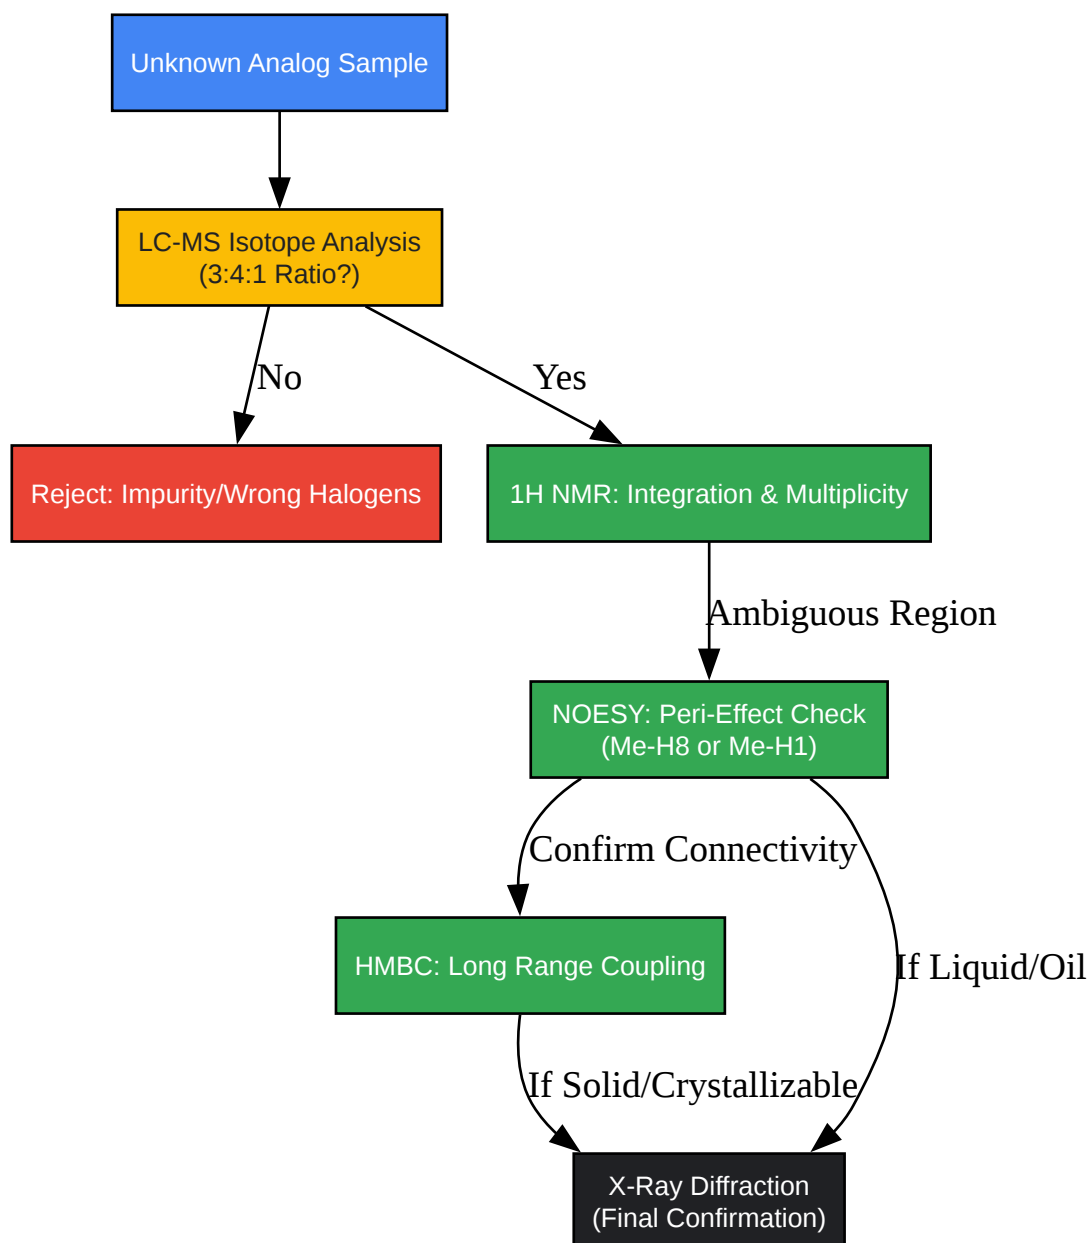 Unknown Analog Sample
LC-MS Isotope Analysis
(3:4:1 Ratio?)
No
Yes
Reject: Impurity/Wrong Halogens
1H NMR: Integration & Multiplicity
Ambiguous Region
NOESY: Peri-Effect Check
(Me-H8 or Me-H1)
Confirm Connectivity
HMBC: Long Range Coupling
If Liquid/Oil
If Solid/Crystallizable
X-Ray Diffraction
(Final Confirmation)